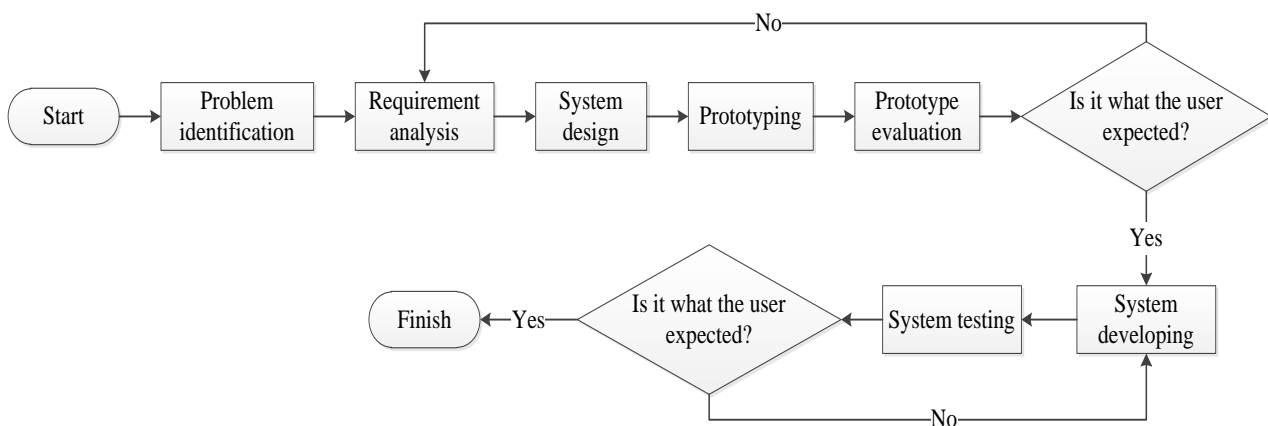 No
Start
Problem
identification
Requirement
analysis
System
design
Prototyping
Prototype
evaluation
Is it what the user
expected?
Yes
Finish
Yes
Is it what the user
expected?
System testing
System
developing
No